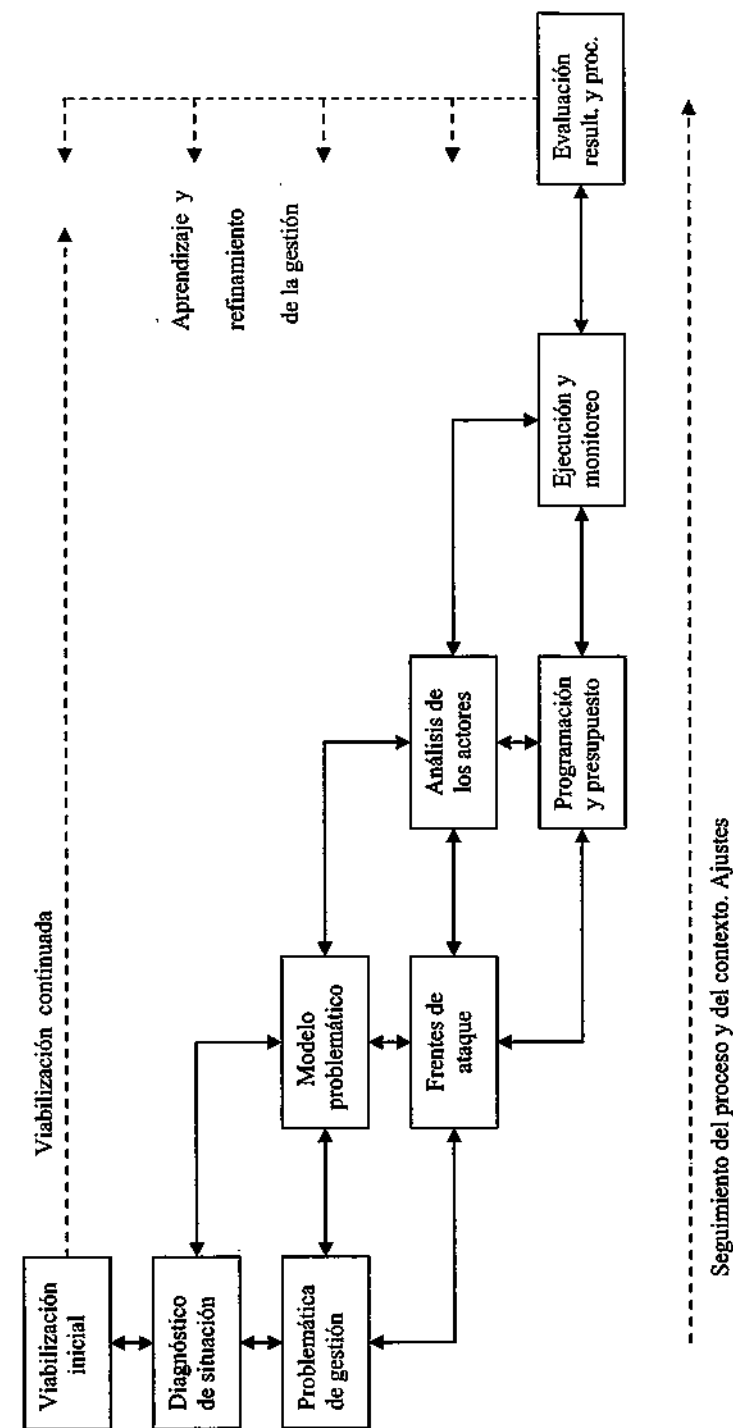 Viabilización
inicial
Viabilización continuada
Diagnóstico
de situación
Problemática
de gestión
Modelo
problemático
Frentes de
ataque
Análisis de
los actores
Programación
y presupuesto
Ejecución y
monitoreo
Evaluación
result. y proc.
Aprendizaje y
refinamiento
de la gestión
Seguimiento del proceso y del contexto. Ajustes